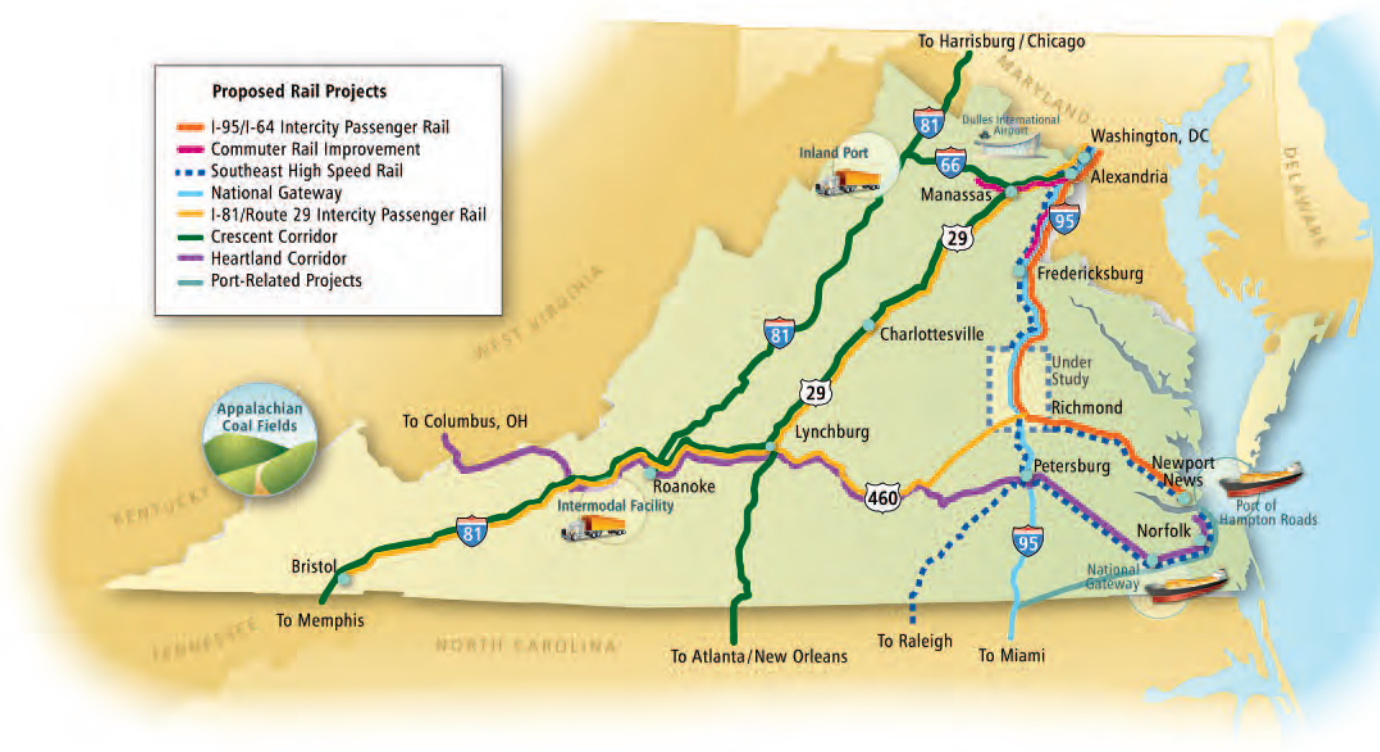 To Harrisburg / Chicago
Proposed Rail Projects
I-95/I-64 Intercity Passenger Rail
Commuter Rail Improvement
Southeast High Speed Rail
National Gateway
I-81/Route 29 Intercity Passenger Rail
Crescent Corridor
Heartland Corridor
Port-Related Projects
MARYLAND
81
Dulles International
Airport
Washington, DC
Inland Port
66
Alexandria
DELAWARE
Manassas
95
29
Fredericksburg
WEST VIRGINIA
81
Charlottesville
Under
Study
29
Appalachian
Coal Fields
To Columbus, OH
Richmond
Lynchburg
Petersburg
Newport
News
KENTUCKY
Roanoke
460
Intermodal Facility
Port of
Hampton Roads
81
95
Norfolk
Bristol
National
Gateway
To Memphis
TENNESSEE
NORTH CAROLINA
To Atlanta/New Orleans
To Raleigh
To Miami